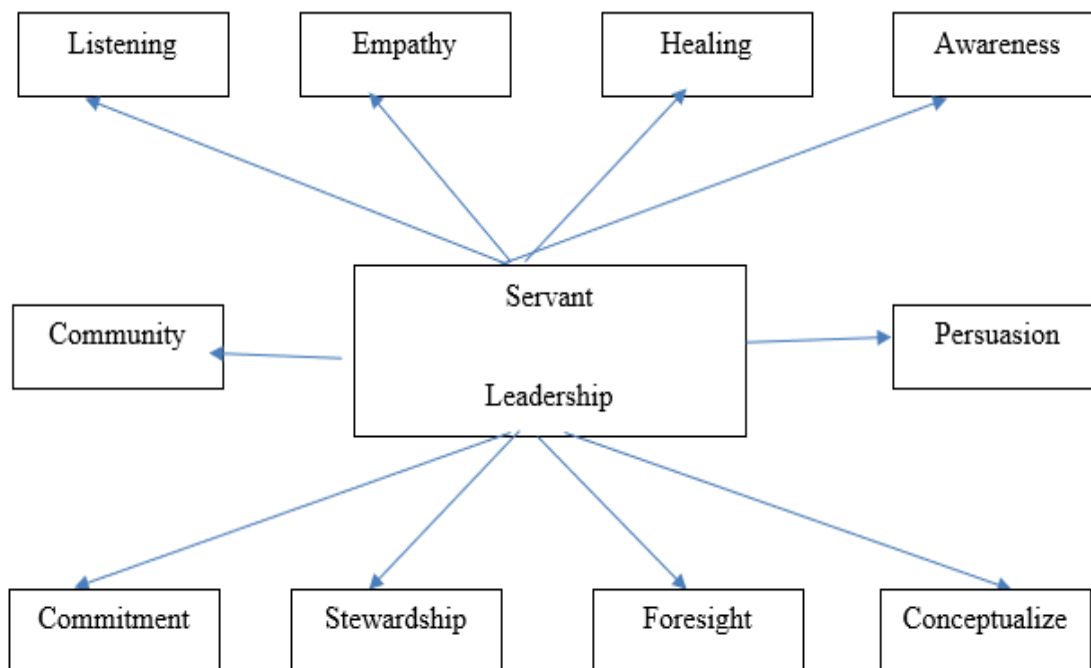 Listening
Empathy
Healing
Awareness
Servant
Leadership
Community
Persuasion
Commitment
Stewardship
Foresight
Conceptualize